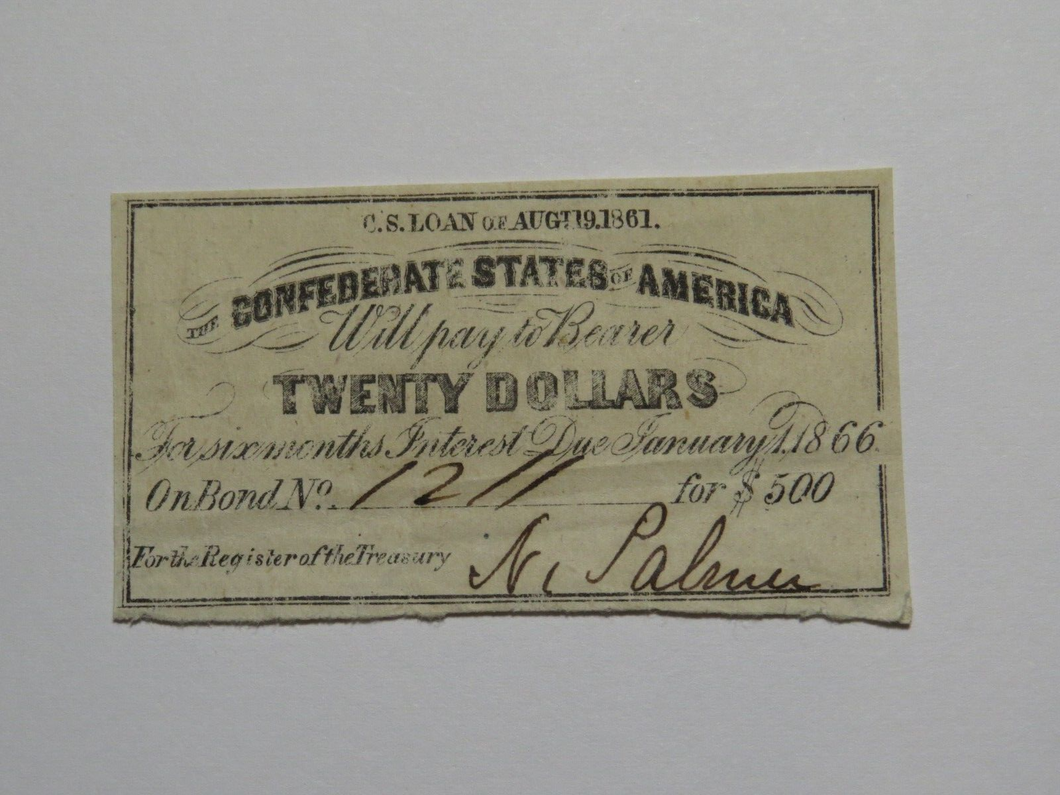 C.S. LOAN OF AUGT. 19. 1861.
THE CONFEDERATE STATES OF AMERICA
Will pay to Bearer
TWENTY DOLLARS
For six months Interest Due January 1, 1866
On Bond No. 1211 for $500
For the Register of the Treasury N. Palmer